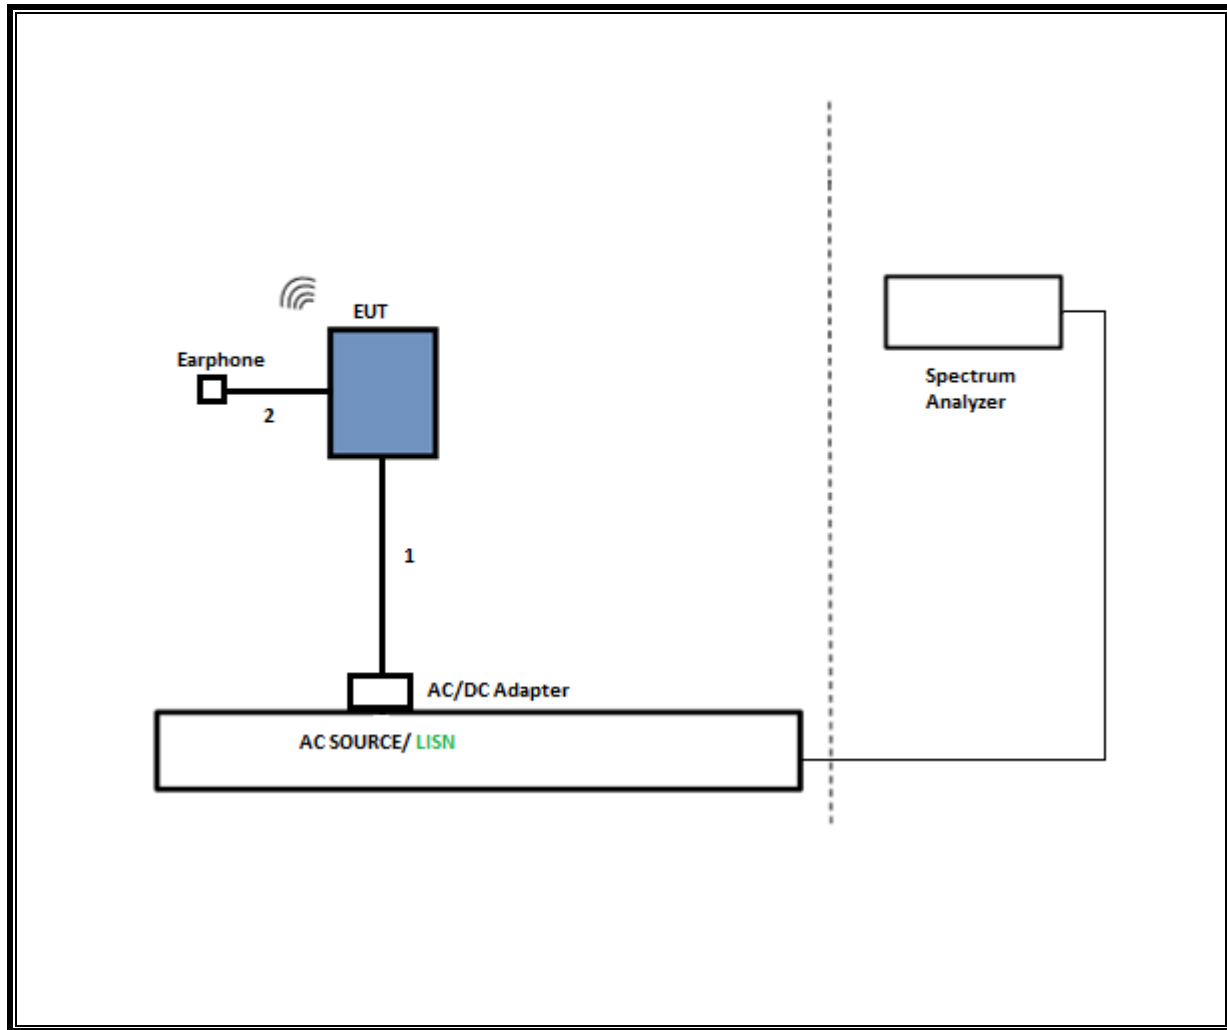 EUT
Earphone
2
Spectrum
Analyzer
1
AC/DC Adapter
AC SOURCE/ LISN